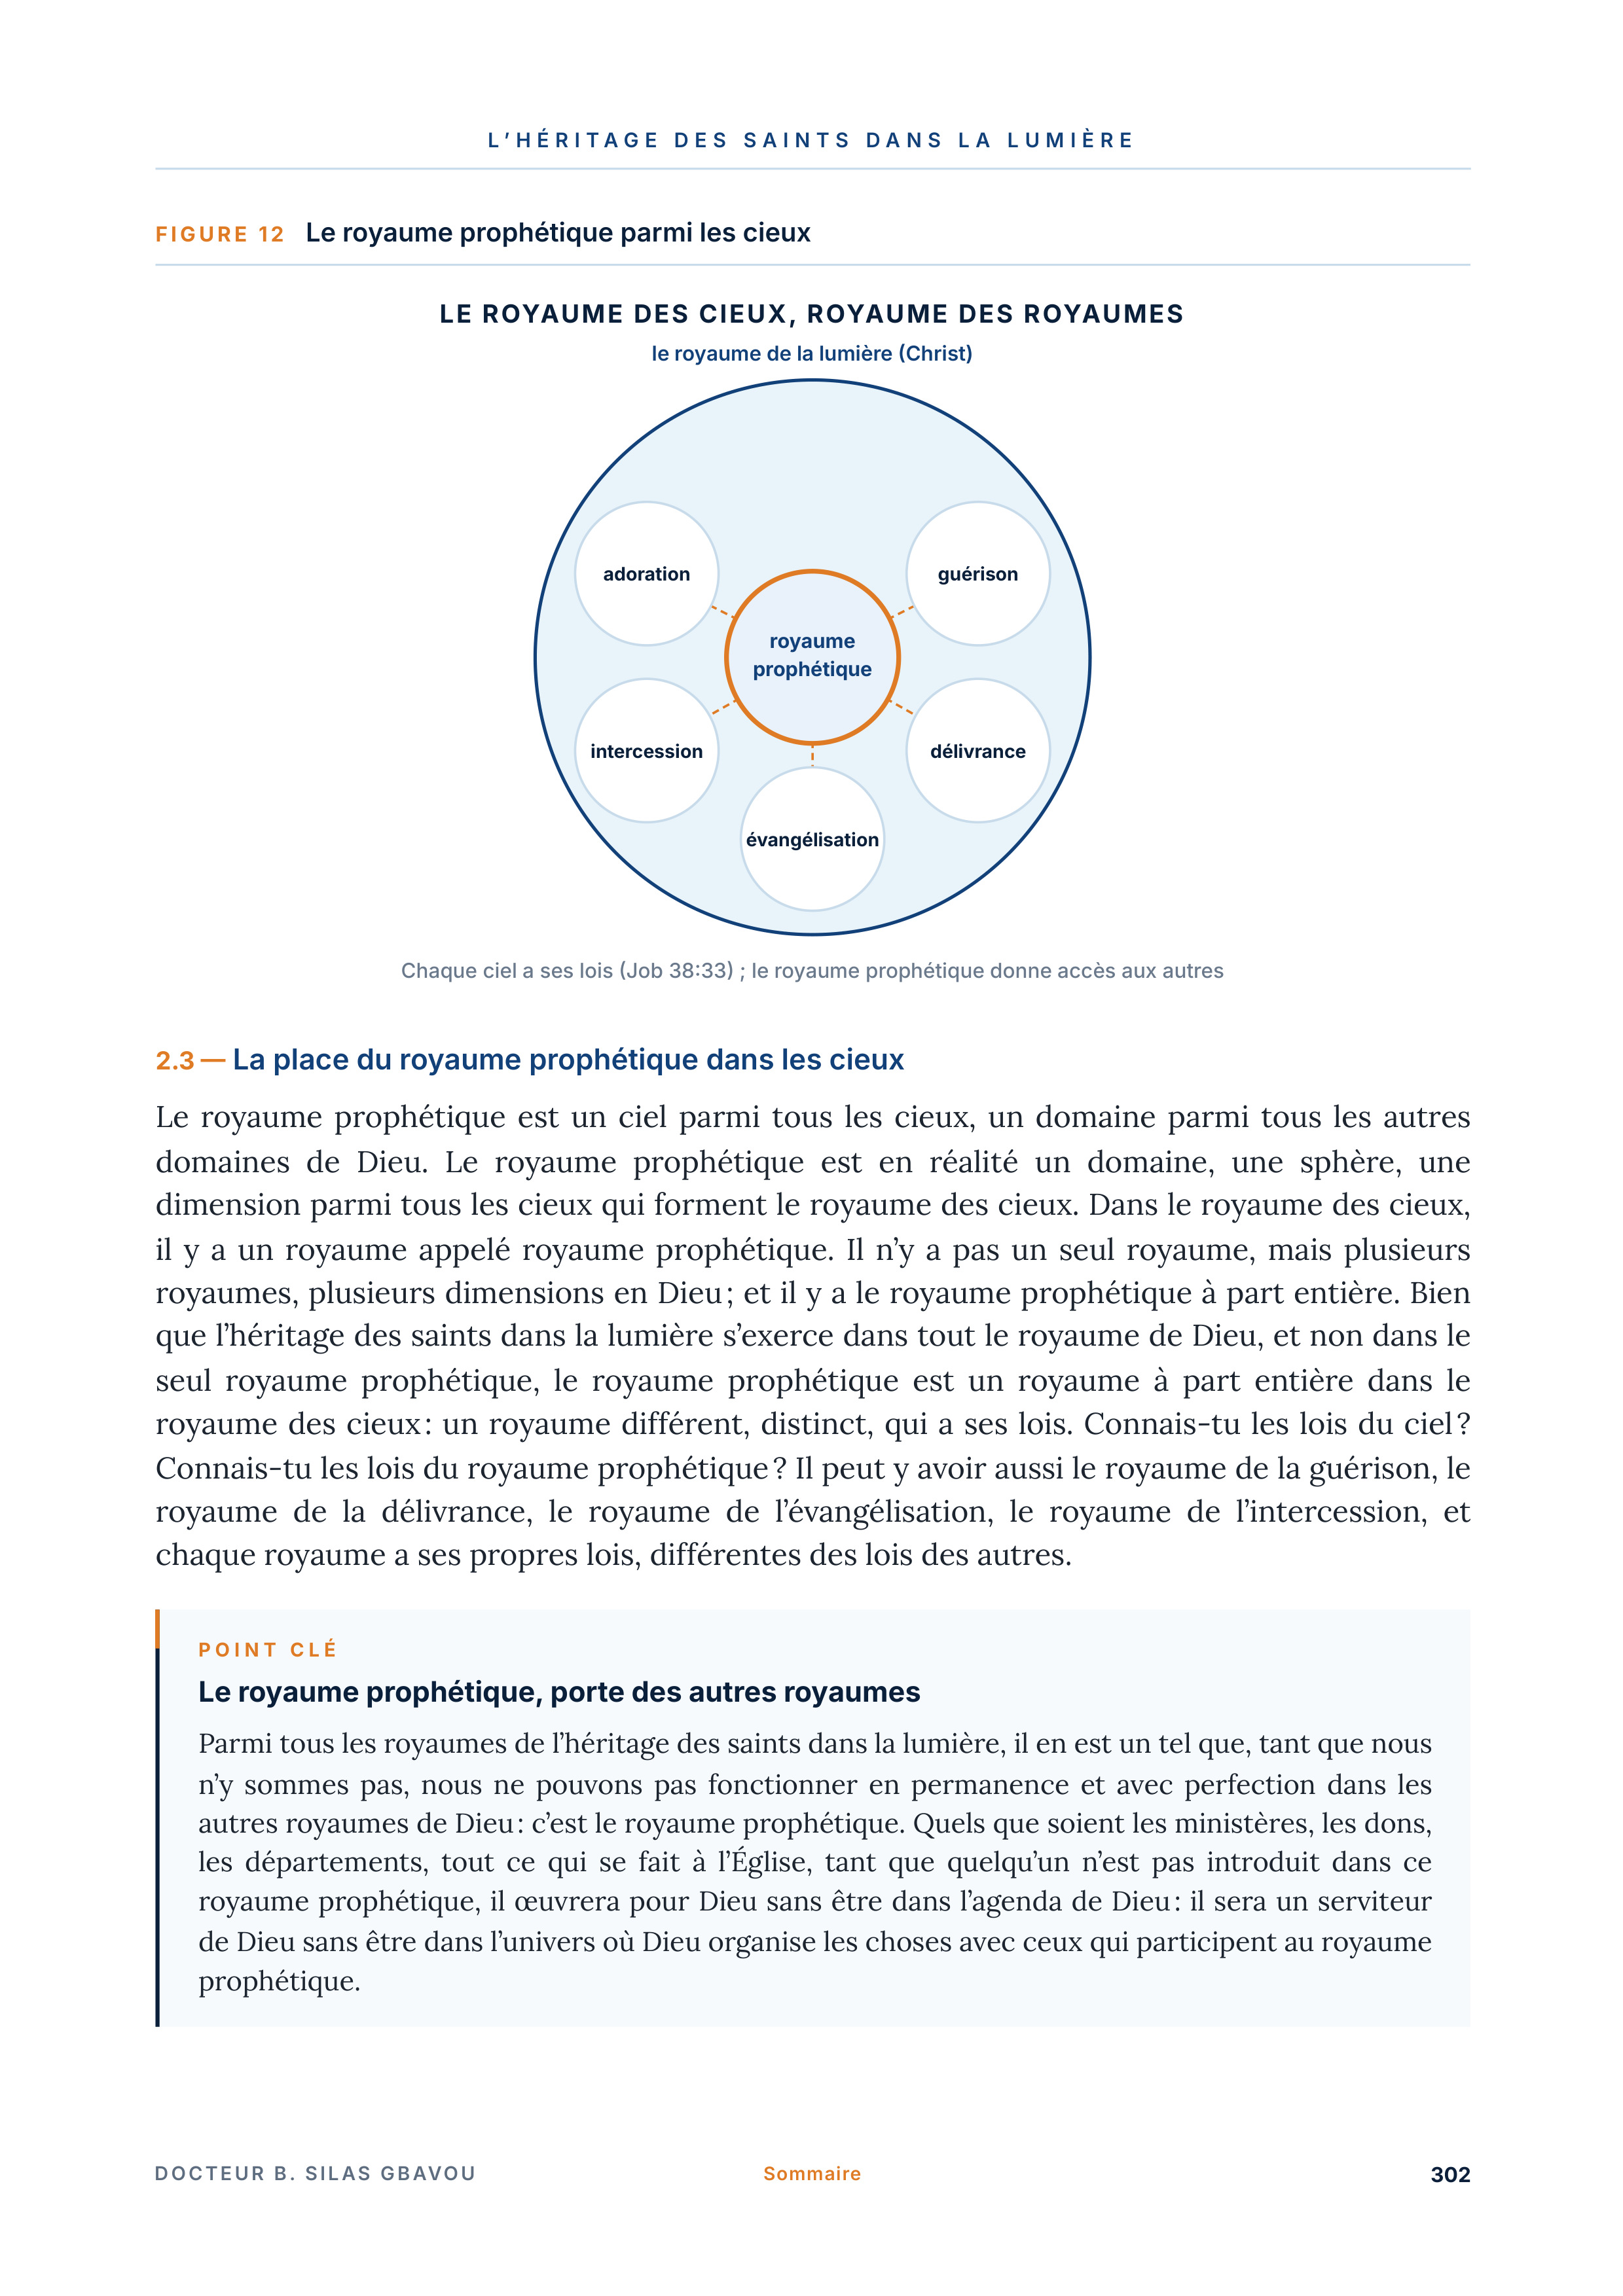 L’HÉRITAGE DES SAINTS DANS LA LUMIÈRE
FIGURE 12 Le royaume prophétique parmi les cieux
LE ROYAUME DES CIEUX, ROYAUME DES ROYAUMES
le royaume de la lumière (Christ)
adoration
guérison
royaume
prophétique
intercession
délivrance
évangélisation
Chaque ciel a ses lois (Job 38:33) ; le royaume prophétique donne accès aux autres
2.3 — La place du royaume prophétique dans les cieux
Le royaume prophétique est un ciel parmi tous les cieux, un domaine parmi tous les autres
domaines de Dieu. Le royaume prophétique est en réalité un domaine, une sphère, une
dimension parmi tous les cieux qui forment le royaume des cieux. Dans le royaume des cieux,
il y a un royaume appelé royaume prophétique. Il n’y a pas un seul royaume, mais plusieurs
royaumes, plusieurs dimensions en Dieu ; et il y a le royaume prophétique à part entière. Bien
que l’héritage des saints dans la lumière s’exerce dans tout le royaume de Dieu, et non dans le
seul royaume prophétique, le royaume prophétique est un royaume à part entière dans le
royaume des cieux : un royaume différent, distinct, qui a ses lois. Connais-tu les lois du ciel ?
Connais-tu les lois du royaume prophétique ? Il peut y avoir aussi le royaume de la guérison, le
royaume de la délivrance, le royaume de l’évangélisation, le royaume de l’intercession, et
chaque royaume a ses propres lois, différentes des lois des autres.
POINT CLÉ
Le royaume prophétique, porte des autres royaumes
Parmi tous les royaumes de l’héritage des saints dans la lumière, il en est un tel que, tant que nous
n’y sommes pas, nous ne pouvons pas fonctionner en permanence et avec perfection dans les
autres royaumes de Dieu : c’est le royaume prophétique. Quels que soient les ministères, les dons,
les départements, tout ce qui se fait à l’Église, tant que quelqu’un n’est pas introduit dans ce
royaume prophétique, il œuvrera pour Dieu sans être dans l’agenda de Dieu : il sera un serviteur
de Dieu sans être dans l’univers où Dieu organise les choses avec ceux qui participent au royaume
prophétique.
DOCTEUR B. SILAS GBAVOU
Sommaire
302